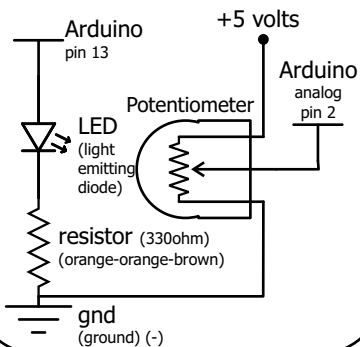 Arduino
pin 13
+5 volts
Arduino
analog
pin 2
Potentiometer
LED
(light
emitting
diode)
resistor (330ohm)
(orange-orange-brown)
gnd
(ground) (-)